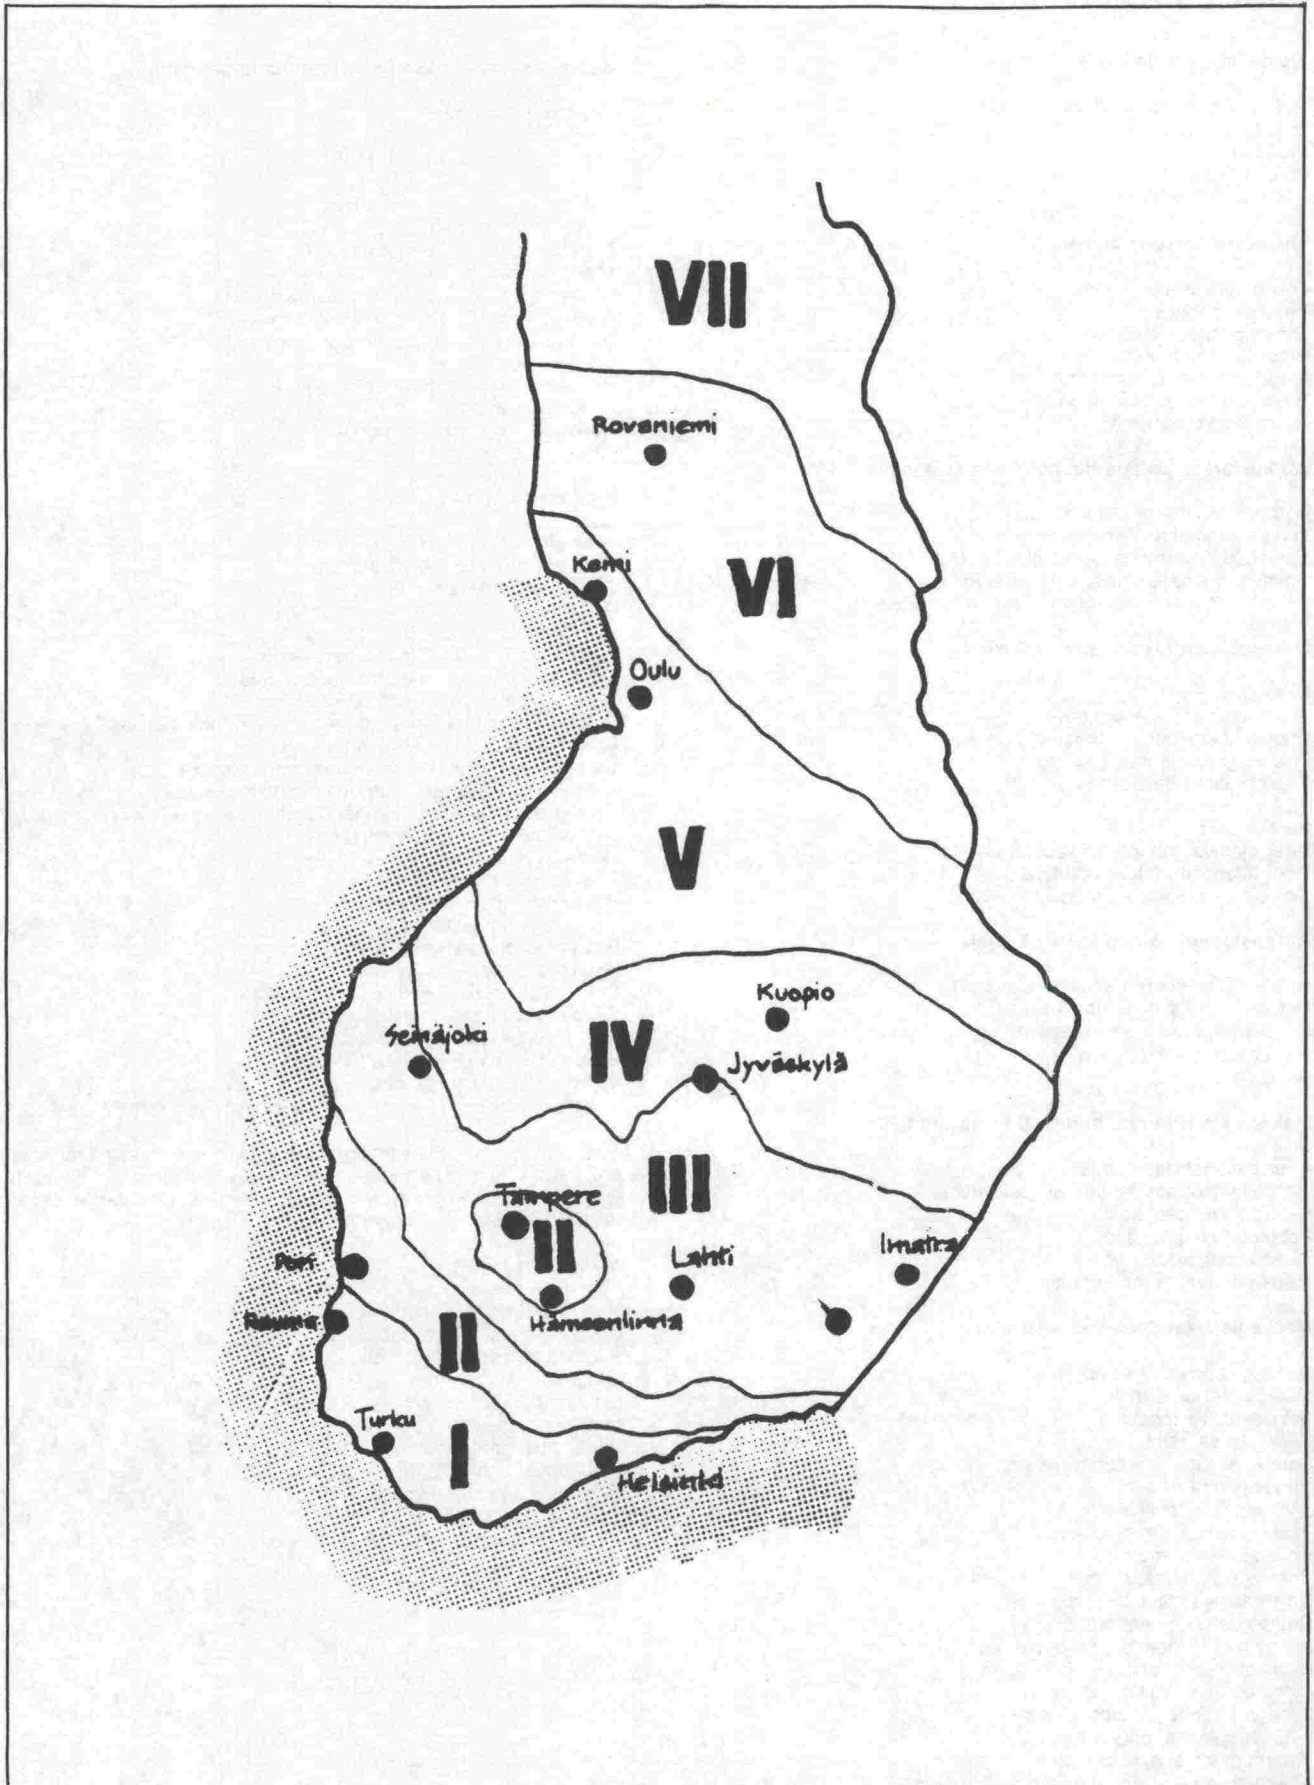 VII
Rovaniemi
Kemi
VI
Oulu
V
Kuopio
Seinäjoki
IV
Jyväskylä
III
Tampere
II
Imatra
Pori
Lahti
Rauma
Hämeenlinna
II
Turku
I
Helsinki